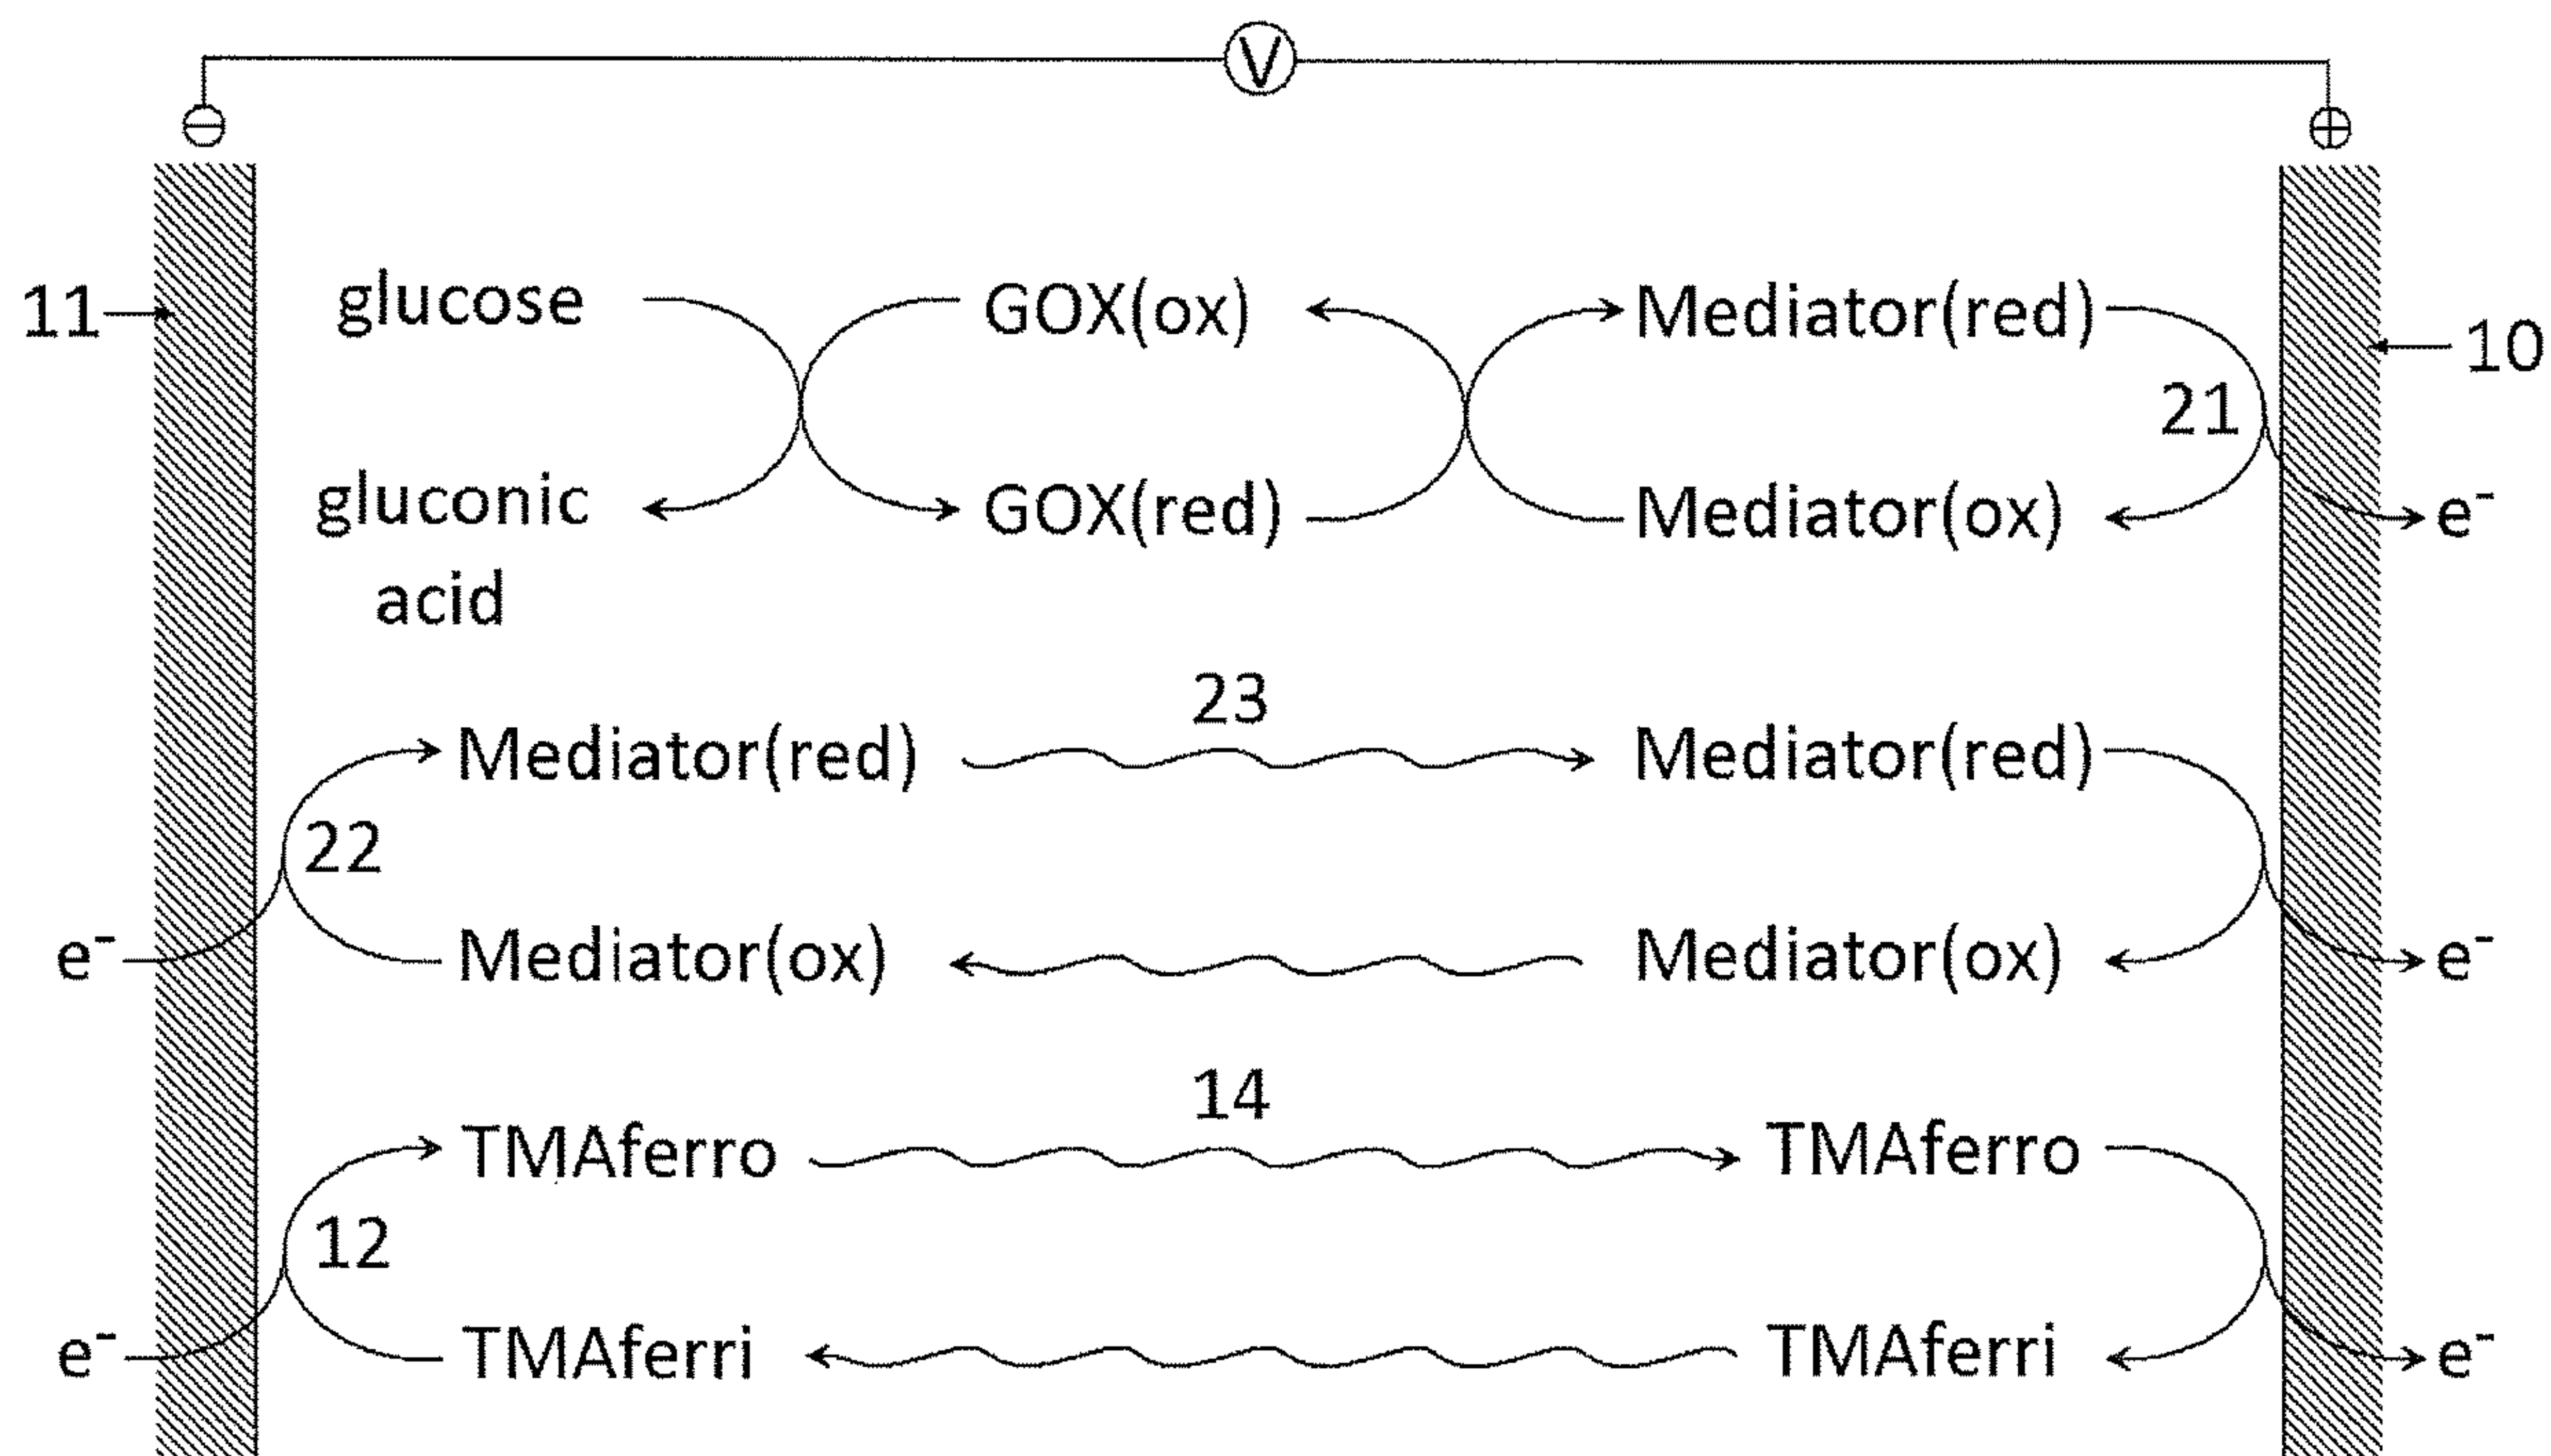 V
⊖ ⊕
glucose GOX(ox) Mediator(red)
11 10
21
gluconic GOX(red) Mediator(ox) e⁻
acid
23
Mediator(red) Mediator(red)
22
e⁻ Mediator(ox) Mediator(ox) e⁻
14
TMAferro TMAferro
12
e⁻ TMAferri TMAferri e⁻